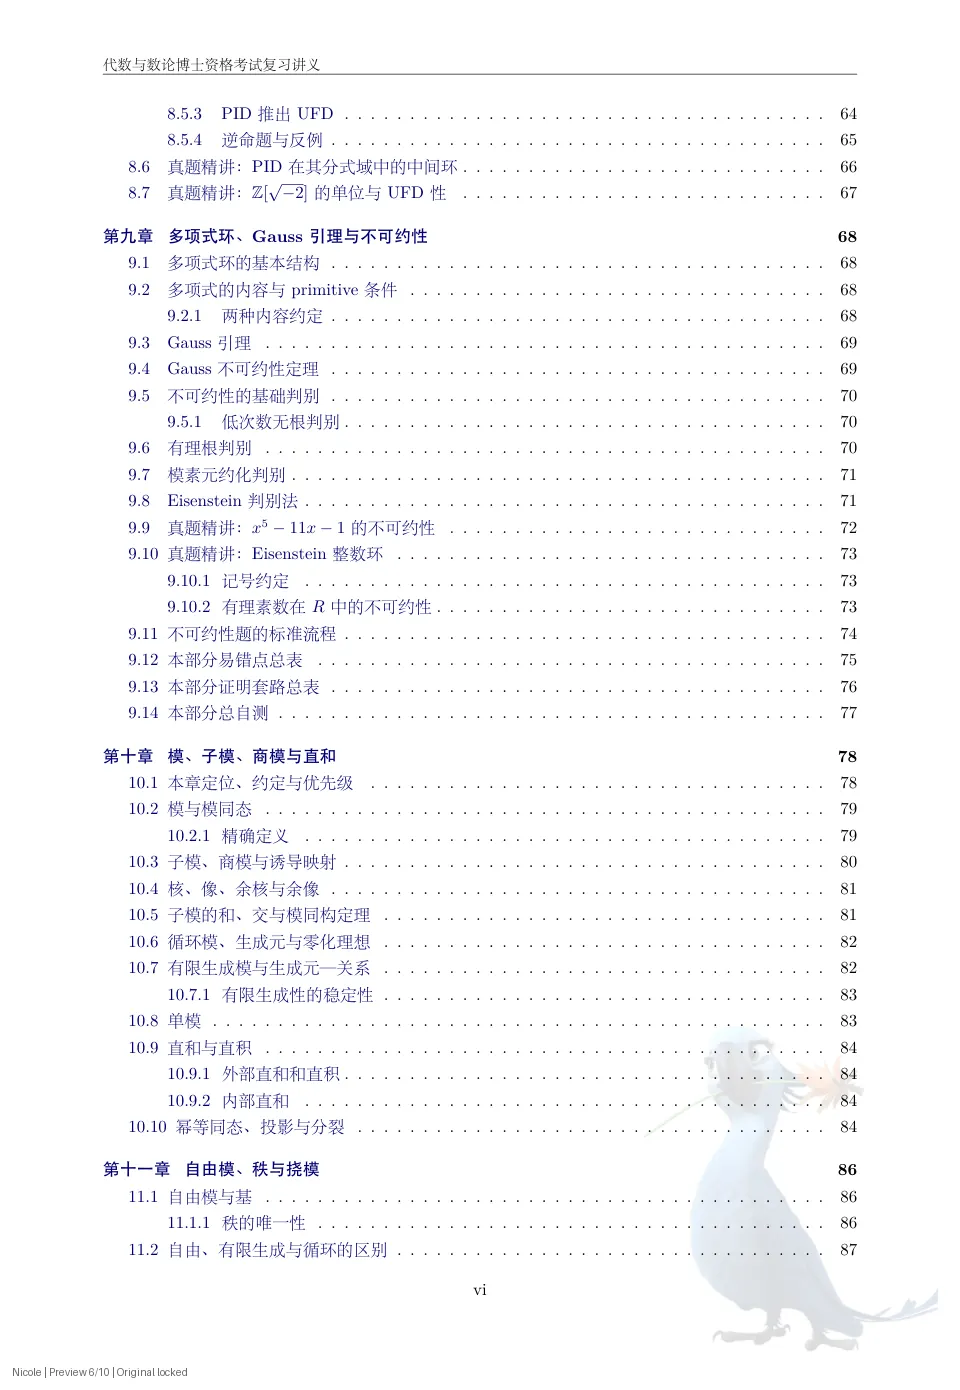 代数与数论博士资格考试复习讲义
8.5.3 PID 推出 UFD . . . . . . . . . . . . . . . . . . . . . . . . . . . . . . . . . . . . . 64
8.5.4 逆命题与反例 . . . . . . . . . . . . . . . . . . . . . . . . . . . . . . . . . . . . . . 65
8.6 真题精讲：PID 在其分式域中的中间环 . . . . . . . . . . . . . . . . . . . . . . . . . . . . 66
8.7 真题精讲：ℤ[√−2] 的单位与 UFD 性 . . . . . . . . . . . . . . . . . . . . . . . . . . . . 67
第九章 多项式环、Gauss 引理与不可约性 68
9.1 多项式环的基本结构 . . . . . . . . . . . . . . . . . . . . . . . . . . . . . . . . . . . . . . 68
9.2 多项式的内容与 primitive 条件 . . . . . . . . . . . . . . . . . . . . . . . . . . . . . . . . 68
9.2.1 两种内容约定 . . . . . . . . . . . . . . . . . . . . . . . . . . . . . . . . . . . . . . 68
9.3 Gauss 引理 . . . . . . . . . . . . . . . . . . . . . . . . . . . . . . . . . . . . . . . . . . . 69
9.4 Gauss 不可约性定理 . . . . . . . . . . . . . . . . . . . . . . . . . . . . . . . . . . . . . . 69
9.5 不可约性的基础判别 . . . . . . . . . . . . . . . . . . . . . . . . . . . . . . . . . . . . . . 70
9.5.1 低次数无根判别 . . . . . . . . . . . . . . . . . . . . . . . . . . . . . . . . . . . . . 70
9.6 有理根判别 . . . . . . . . . . . . . . . . . . . . . . . . . . . . . . . . . . . . . . . . . . . 70
9.7 模素元约化判别 . . . . . . . . . . . . . . . . . . . . . . . . . . . . . . . . . . . . . . . . . 71
9.8 Eisenstein 判别法 . . . . . . . . . . . . . . . . . . . . . . . . . . . . . . . . . . . . . . . . 71
9.9 真题精讲：x⁵ − 11x − 1 的不可约性 . . . . . . . . . . . . . . . . . . . . . . . . . . . . . 72
9.10 真题精讲：Eisenstein 整数环 . . . . . . . . . . . . . . . . . . . . . . . . . . . . . . . . . 73
9.10.1 记号约定 . . . . . . . . . . . . . . . . . . . . . . . . . . . . . . . . . . . . . . . . 73
9.10.2 有理素数在 R 中的不可约性 . . . . . . . . . . . . . . . . . . . . . . . . . . . . . . 73
9.11 不可约性题的标准流程 . . . . . . . . . . . . . . . . . . . . . . . . . . . . . . . . . . . . . 74
9.12 本部分易错点总表 . . . . . . . . . . . . . . . . . . . . . . . . . . . . . . . . . . . . . . . 75
9.13 本部分证明套路总表 . . . . . . . . . . . . . . . . . . . . . . . . . . . . . . . . . . . . . . 76
9.14 本部分总自测 . . . . . . . . . . . . . . . . . . . . . . . . . . . . . . . . . . . . . . . . . . 77
第十章 模、子模、商模与直和 78
10.1 本章定位、约定与优先级 . . . . . . . . . . . . . . . . . . . . . . . . . . . . . . . . . . . 78
10.2 模与模同态 . . . . . . . . . . . . . . . . . . . . . . . . . . . . . . . . . . . . . . . . . . . 79
10.2.1 精确定义 . . . . . . . . . . . . . . . . . . . . . . . . . . . . . . . . . . . . . . . . 79
10.3 子模、商模与诱导映射 . . . . . . . . . . . . . . . . . . . . . . . . . . . . . . . . . . . . . 80
10.4 核、像、余核与余像 . . . . . . . . . . . . . . . . . . . . . . . . . . . . . . . . . . . . . . 81
10.5 子模的和、交与模同构定理 . . . . . . . . . . . . . . . . . . . . . . . . . . . . . . . . . . 81
10.6 循环模、生成元与零化理想 . . . . . . . . . . . . . . . . . . . . . . . . . . . . . . . . . . 82
10.7 有限生成模与生成元—关系 . . . . . . . . . . . . . . . . . . . . . . . . . . . . . . . . . . 82
10.7.1 有限生成性的稳定性 . . . . . . . . . . . . . . . . . . . . . . . . . . . . . . . . . . 83
10.8 单模 . . . . . . . . . . . . . . . . . . . . . . . . . . . . . . . . . . . . . . . . . . . . . . . 83
10.9 直和与直积 . . . . . . . . . . . . . . . . . . . . . . . . . . . . . . . . . . . . . . . . . . . 84
10.9.1 外部直和和直积 . . . . . . . . . . . . . . . . . . . . . . . . . . . . . . . . . . . . . 84
10.9.2 内部直和 . . . . . . . . . . . . . . . . . . . . . . . . . . . . . . . . . . . . . . . . 84
10.10 幂等同态、投影与分裂 . . . . . . . . . . . . . . . . . . . . . . . . . . . . . . . . . . . . 84
第十一章 自由模、秩与挠模 86
11.1 自由模与基 . . . . . . . . . . . . . . . . . . . . . . . . . . . . . . . . . . . . . . . . . . . 86
11.1.1 秩的唯一性 . . . . . . . . . . . . . . . . . . . . . . . . . . . . . . . . . . . . . . . 86
11.2 自由、有限生成与循环的区别 . . . . . . . . . . . . . . . . . . . . . . . . . . . . . . . . . 87
vi
Nicole | Preview 6/10 | Original locked